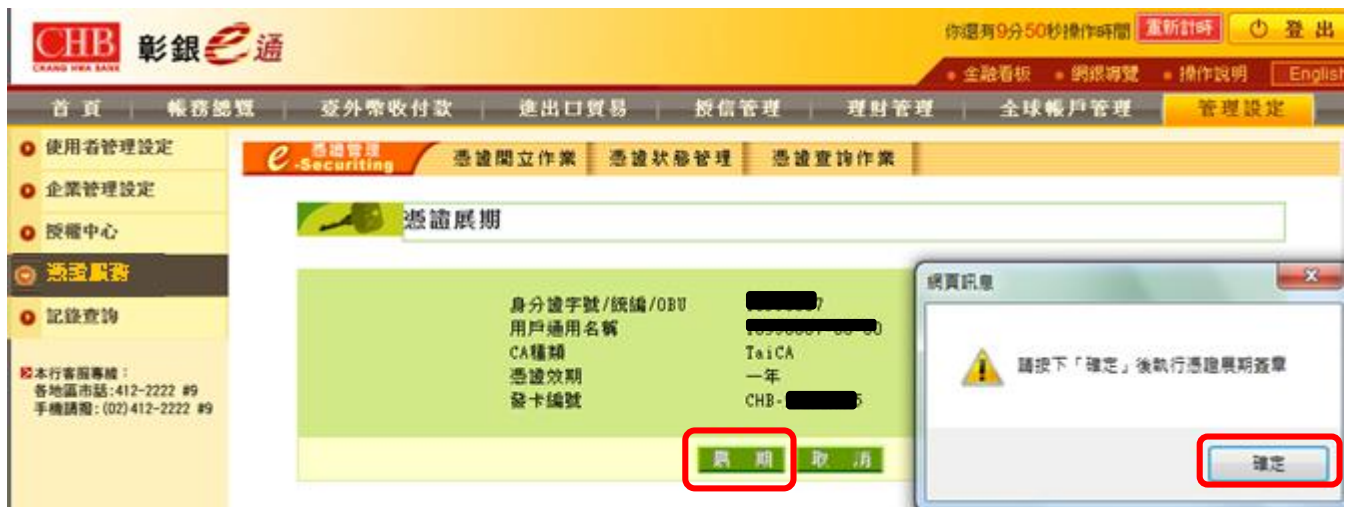 CHB
CHANG HWA BANK
彰銀e通
你還有9分50秒操作時間 重新計時 登出
金融看板 網銀導覽 操作說明 English
首頁 帳務總覽 臺外幣收付款 進出口貿易 授信管理 理財管理 全球帳戶管理 管理設定
使用者管理設定
企業管理設定
授權中心
憑證服務
記錄查詢
本行客服專線:
各地區市話:412-2222 #9
手機請撥:(02)412-2222 #9
憑證管理
e-Securiting
憑證開立作業 憑證狀態管理 憑證查詢作業
憑證展期
身分證字號/統編/OBU 7
用戶通用名稱
CA種類 TaiCA
憑證效期 一年
發卡編號 CHB- 5
展期 取消
網頁訊息
請按下「確定」後執行憑證展期簽章
確定